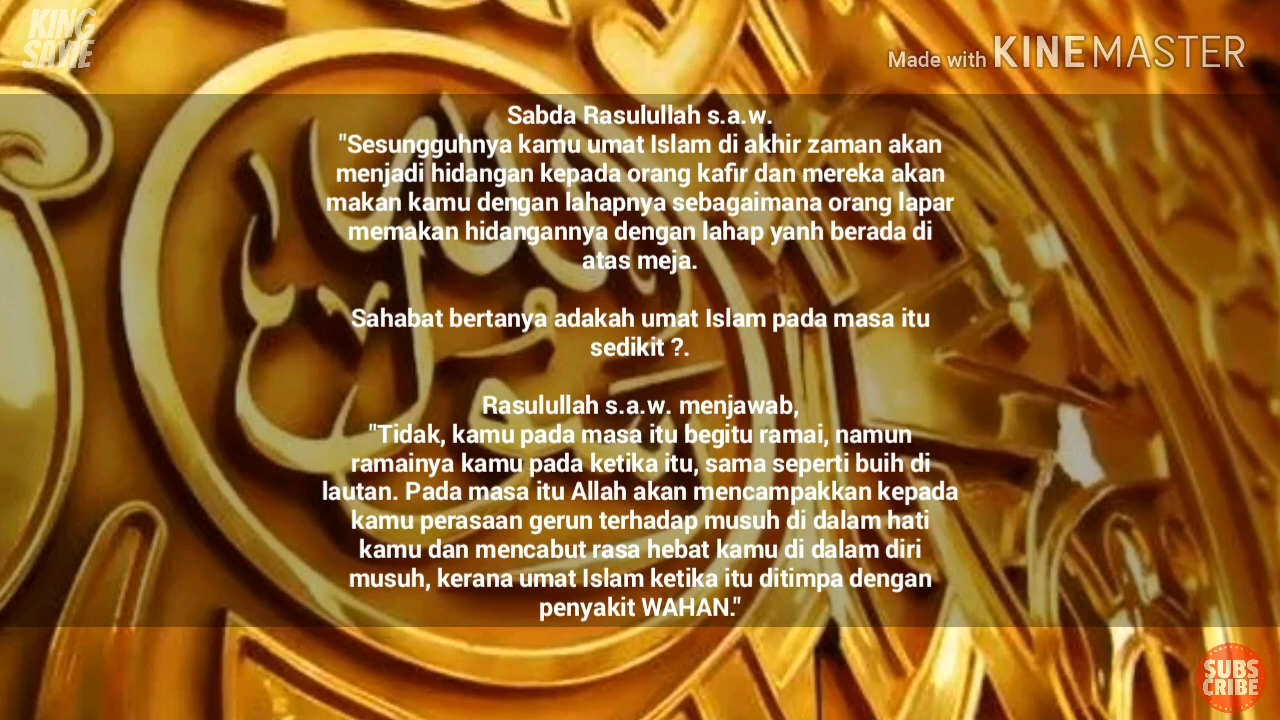 KING
SAVIE
Made with KINEMASTER
Sabda Rasulullah s.a.w.
"Sesungguhnya kamu umat Islam di akhir zaman akan
menjadi hidangan kepada orang kafir dan mereka akan
makan kamu dengan lahapnya sebagaimana orang lapar
memakan hidangannya dengan lahap yanh berada di
atas meja.
Sahabat bertanya adakah umat Islam pada masa itu
sedikit ?.
Rasulullah s.a.w. menjawab,
"Tidak, kamu pada masa itu begitu ramai, namun
ramainya kamu pada ketika itu, sama seperti buih di
lautan. Pada masa itu Allah akan mencampakkan kepada
kamu perasaan gerun terhadap musuh di dalam hati
kamu dan mencabut rasa hebat kamu di dalam diri
musuh, kerana umat Islam ketika itu ditimpa dengan
penyakit WAHAN."
SUBS
CRIBE